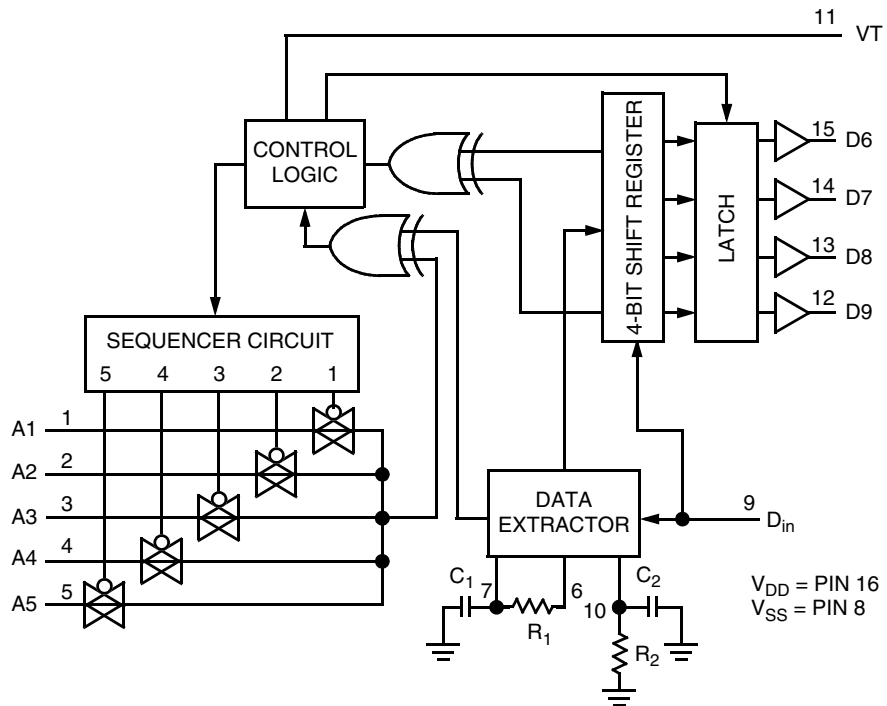 11
VT
CONTROL
LOGIC
4-BIT SHIFT REGISTER
LATCH
15 D6
14 D7
13 D8
12 D9
SEQUENCER CIRCUIT
5 4 3 2 1
A1 1
A2 2
A3 3
A4 4
A5 5
DATA
EXTRACTOR
9
Din
C1
7
6
R1
10
C2
R2
VDD = PIN 16
VSS = PIN 8